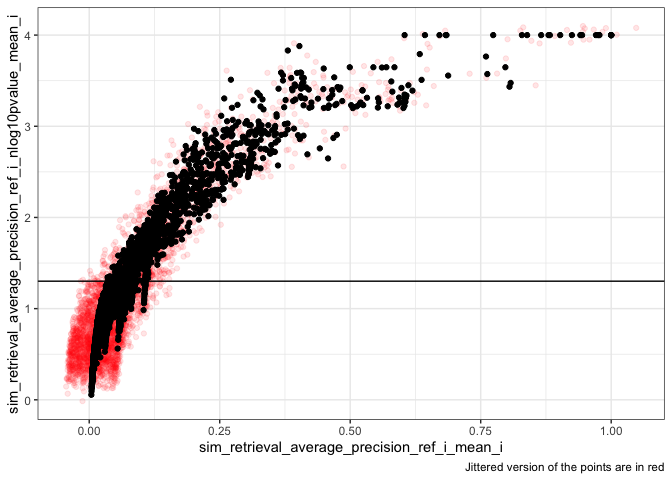 sim_retrieval_average_precision_ref_i_nlog10pvalue_mean_i
4
3
2
1
0
0.00 0.25 0.50 0.75 1.00
sim_retrieval_average_precision_ref_i_mean_i
Jittered version of the points are in red